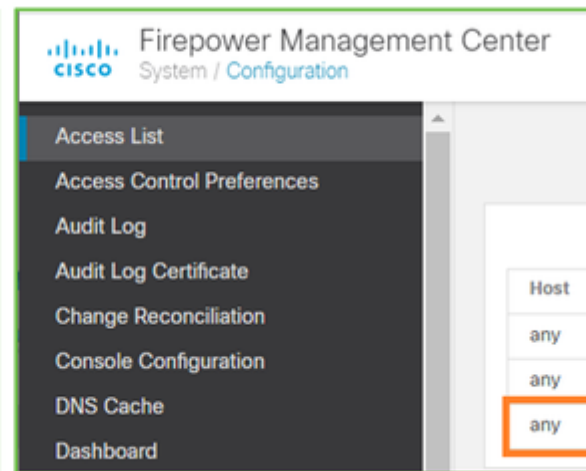 CISCO
Firepower Management Center
System / Configuration
Access List
Access Control Preferences
Audit Log
Audit Log Certificate
Change Reconciliation
Console Configuration
DNS Cache
Dashboard
Host
any
any
any